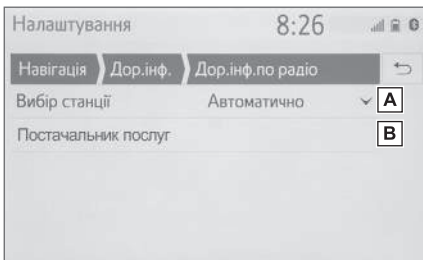 Налаштування 8:26
Навігація Дор.інф. Дор.інф.по радіо
Вибір станції Автоматично A
Постачальник послуг B